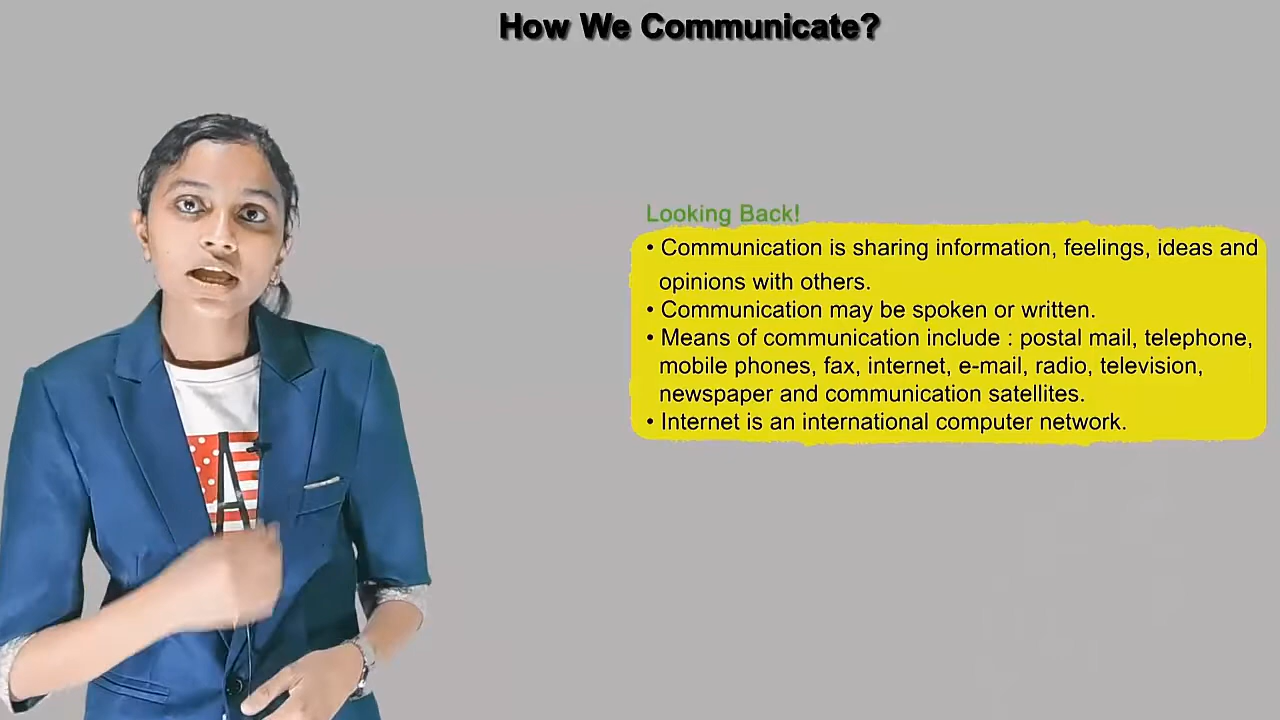 How We Communicate?
Looking Back!
• Communication is sharing information, feelings, ideas and
opinions with others.
• Communication may be spoken or written.
• Means of communication include : postal mail, telephone,
mobile phones, fax, internet, e-mail, radio, television,
newspaper and communication satellites.
• Internet is an international computer network.
A